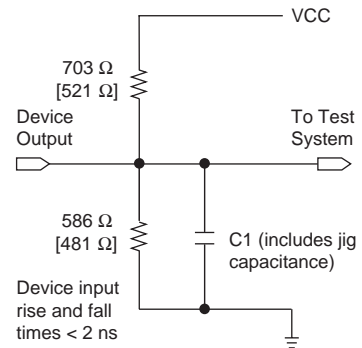 VCC
703 Ω
[521 Ω]
Device
Output
To Test
System
586 Ω
[481 Ω]
C1 (includes jig
capacitance)
Device input
rise and fall
times < 2 ns